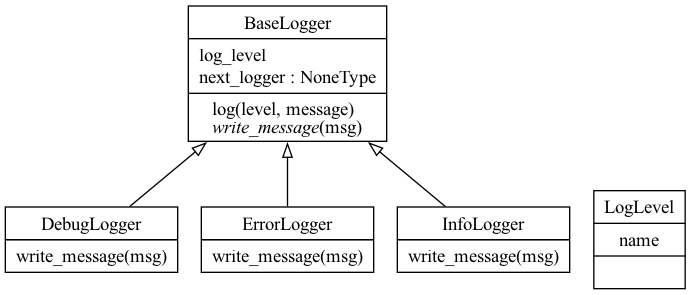 BaseLogger
log_level
next_logger : NoneType
log(level, message)
write_message(msg)
DebugLogger
write_message(msg)
ErrorLogger
write_message(msg)
InfoLogger
write_message(msg)
LogLevel
name